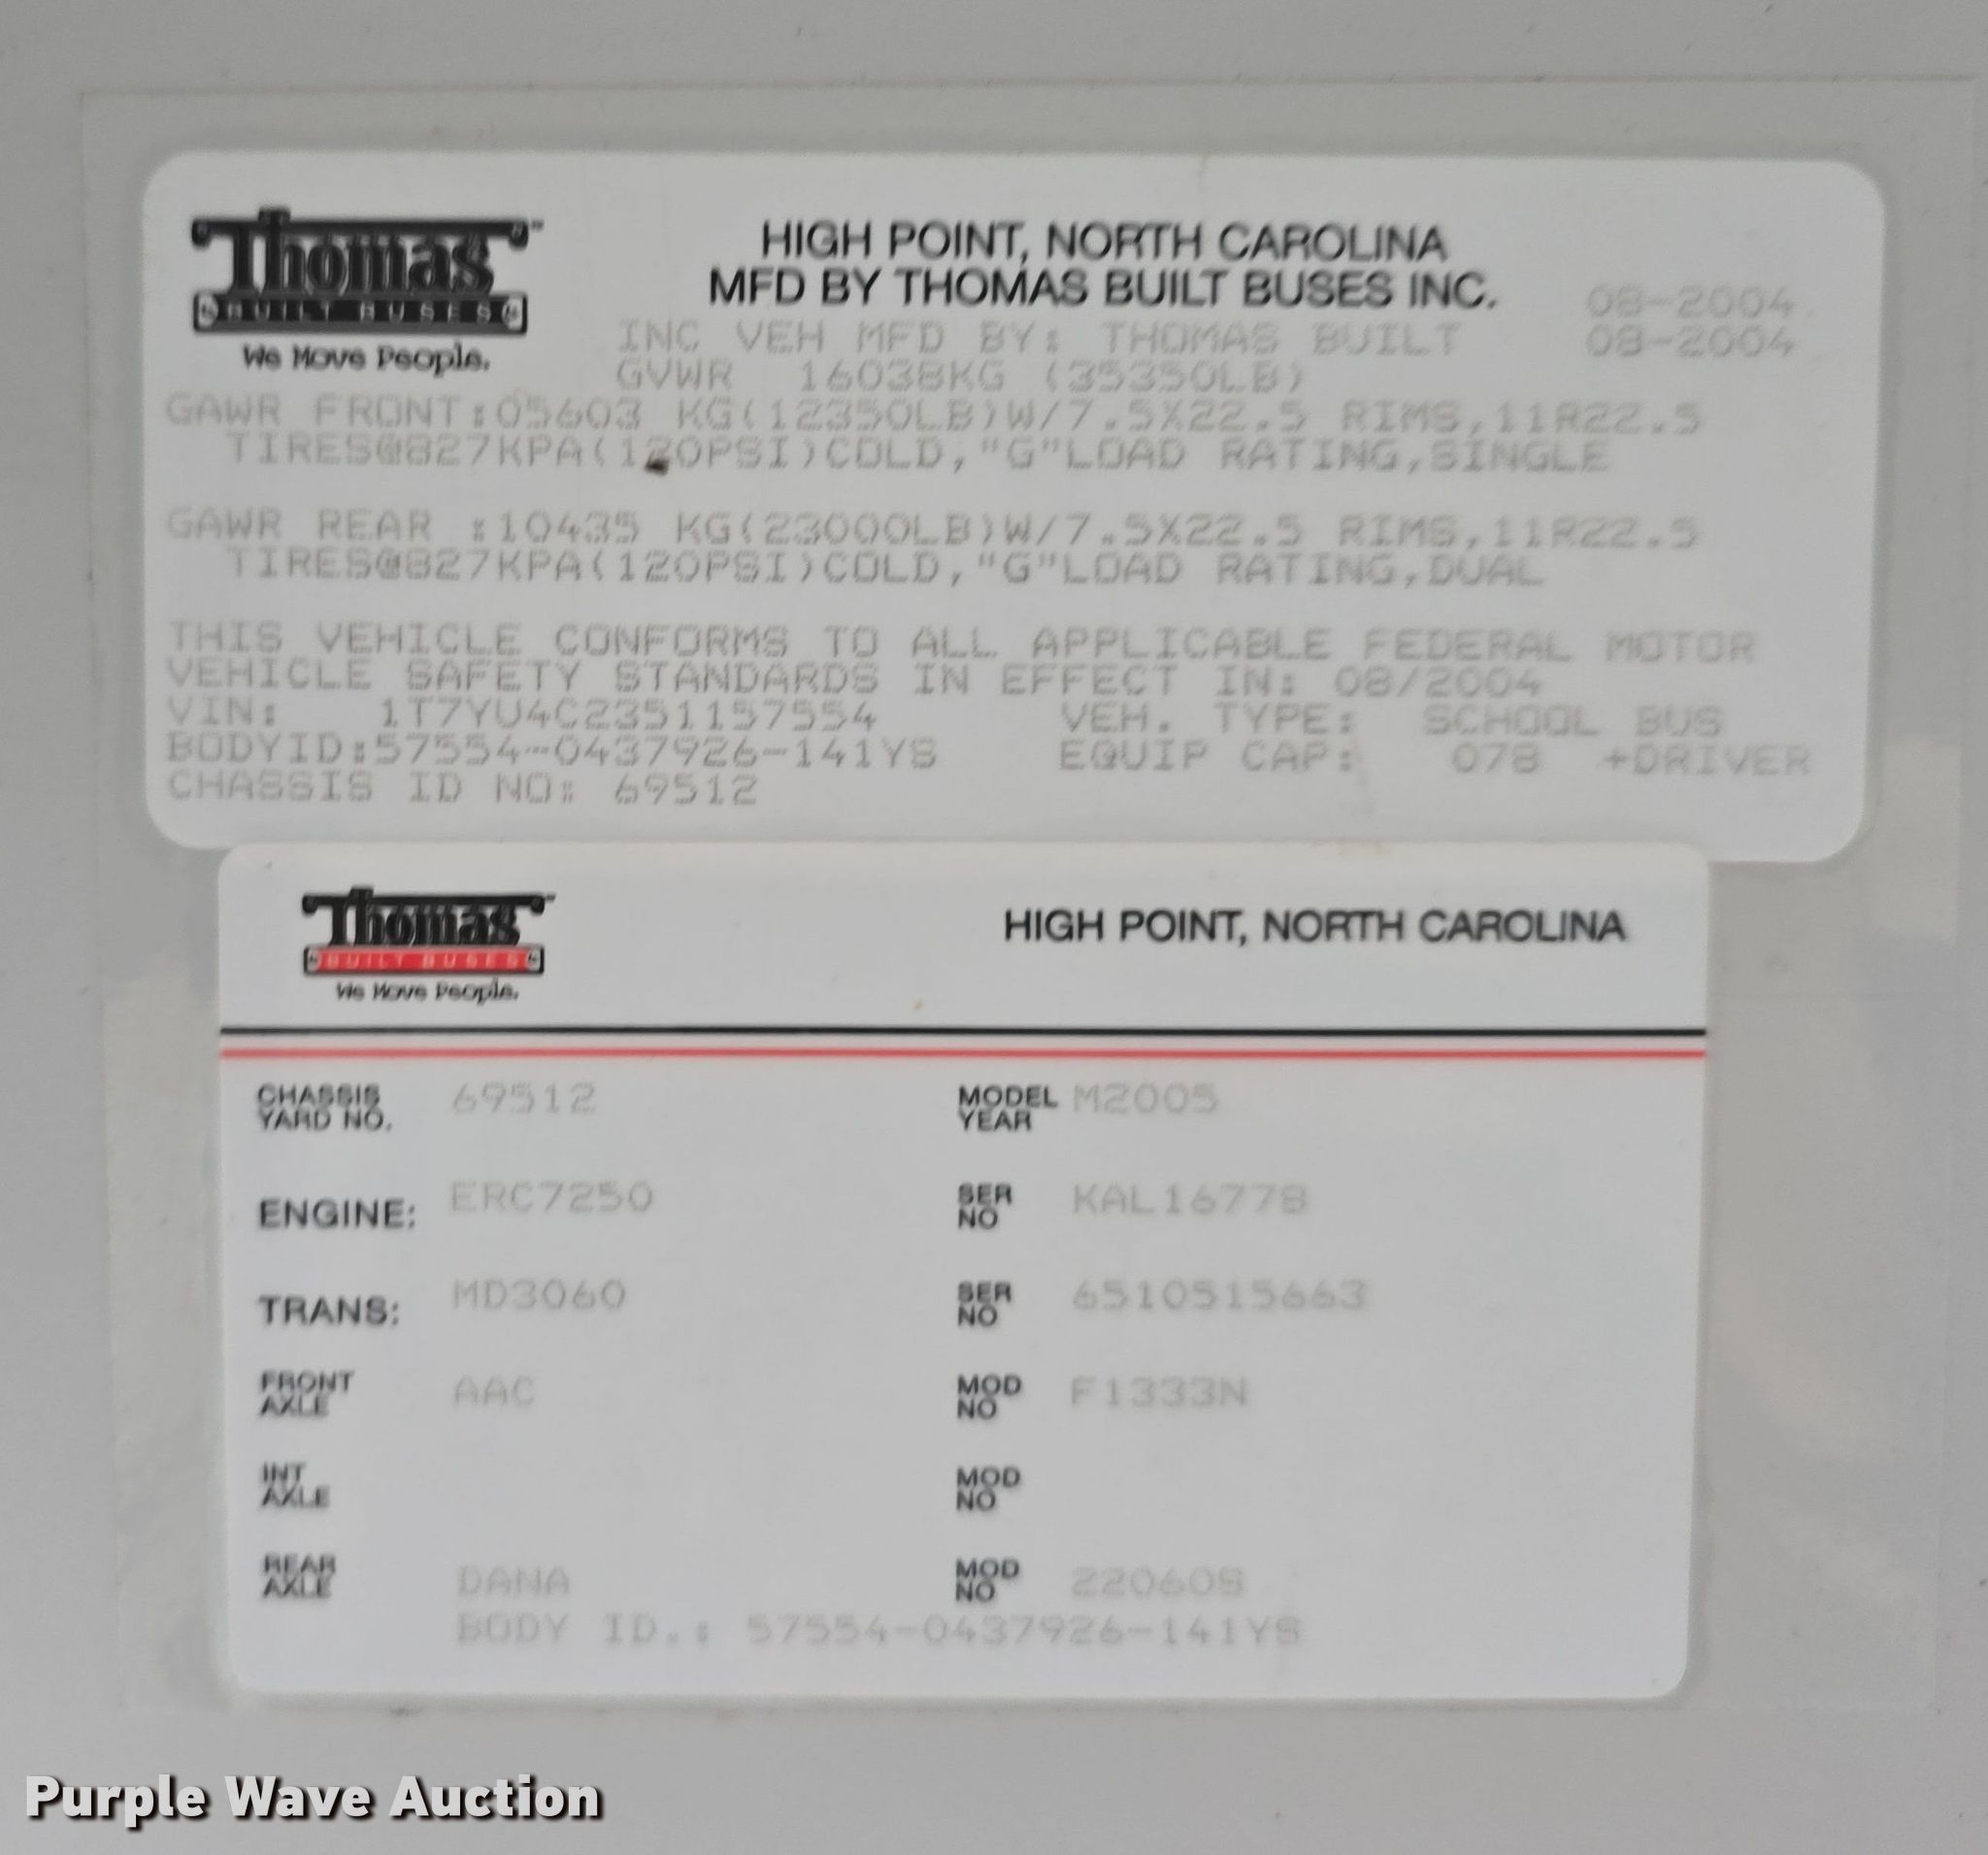 Thomas
BUILT BUSES
We Move People.
HIGH POINT, NORTH CAROLINA
MFD BY THOMAS BUILT BUSES INC. 08-2004
INC VEH MFD BY: THOMAS BUILT 08-2004
GVWR 16038KG (35350LB)
GAWR FRONT:05603 KG(12350LB)W/7.5X22.5 RIMS,11R22.5
TIRES@827KPA(120PSI)COLD,"G"LOAD RATING,SINGLE
GAWR REAR :10435 KG(23000LB)W/7.5X22.5 RIMS,11R22.5
TIRES@827KPA(120PSI)COLD,"G"LOAD RATING,DUAL
THIS VEHICLE CONFORMS TO ALL APPLICABLE FEDERAL MOTOR
VEHICLE SAFETY STANDARDS IN EFFECT IN: 08/2004
VIN: 1T7YU4C2351157554 VEH. TYPE: SCHOOL BUS
BODYID:57554-0437926-141YS EQUIP CAP: 078 +DRIVER
CHASSIS ID NO: 69512
Thomas
BUILT BUSES
We Move People.
HIGH POINT, NORTH CAROLINA
CHASSIS YARD NO. 69512 MODEL YEAR M2005
ENGINE: ERC7250 SER NO KAL16778
TRANS: MD3060 SER NO 6510515663
FRONT AXLE AAC MOD NO F1333N
INT AXLE MOD NO
REAR AXLE DANA MOD NO 22060S
BODY ID.: 57554-0437926-141YS
Purple Wave Auction